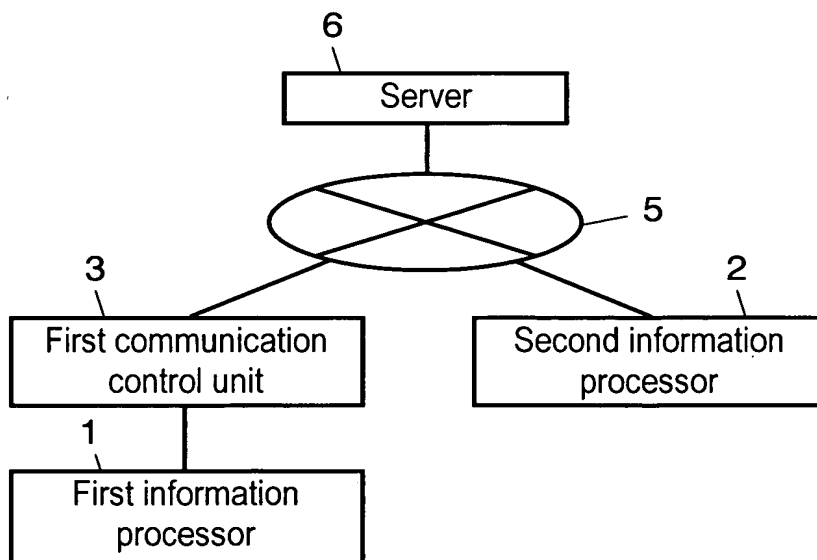 6
Server
5
3
2
First communication
control unit
Second information
processor
1
First information
processor